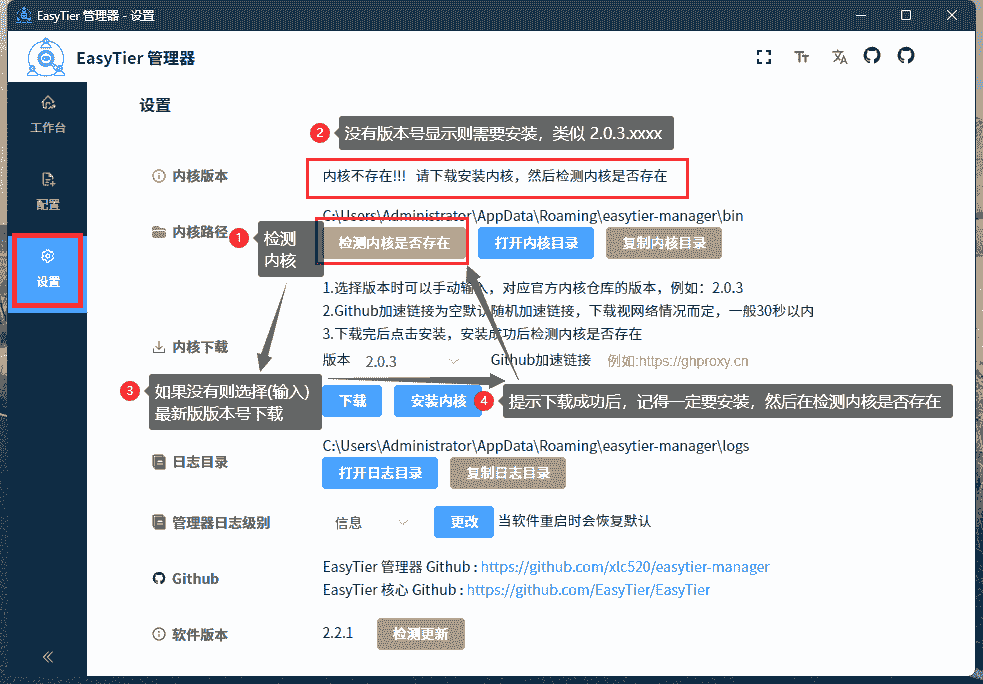 EasyTier 管理器 - 设置
EasyTier 管理器
工作台
配置
设置
设置
2 没有版本号显示则需要安装，类似 2.0.3.xxxx
内核版本
内核不存在!!! 请下载安装内核，然后检测内核是否存在
内核路径
C:\Users\Administrator\AppData\Roaming\easytier-manager\bin
1 检测
内核
检测内核是否存在 打开内核目录 复制内核目录
1.选择版本时可以手动输入，对应官方内核仓库的版本，例如：2.0.3
2.Github加速链接为空默认随机加速链接，下载视网络情况而定，一般30秒以内
3.下载完后点击安装，安装成功后检测内核是否存在
内核下载
版本 2.0.3 Github加速链接 例如:https://ghproxy.cn
3 如果没有则选择(输入)
最新版版本号下载
下载 安装内核
4 提示下载成功后，记得一定要安装，然后在检测内核是否存在
日志目录
C:\Users\Administrator\AppData\Roaming\easytier-manager\logs
打开日志目录 复制日志目录
管理器日志级别 信息 更改 当软件重启时会恢复默认
Github
EasyTier 管理器 Github : https://github.com/xlc520/easytier-manager
EasyTier 核心 Github : https://github.com/EasyTier/EasyTier
软件版本 2.2.1 检测更新